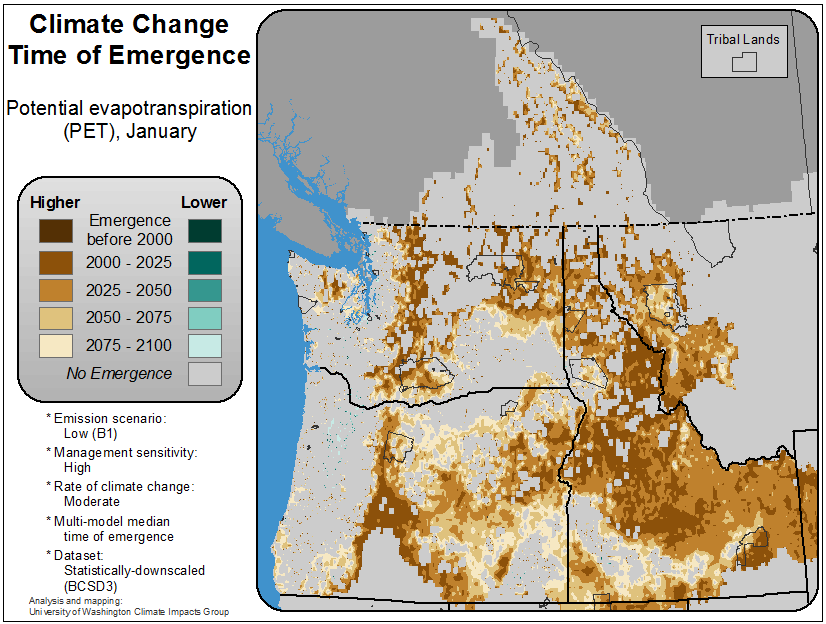 Climate Change
Time of Emergence
Potential evapotranspiration
(PET), January
Higher
Lower
Emergence
before 2000
2000 - 2025
2025 - 2050
2050 - 2075
2075 - 2100
No Emergence
* Emission scenario:
Low (B1)
* Management sensitivity:
High
* Rate of climate change:
Moderate
* Multi-model median
time of emergence
* Dataset:
Statistically-downscaled
(BCSD3)
Analysis and mapping:
University of Washington Climate Impacts Group
Tribal Lands